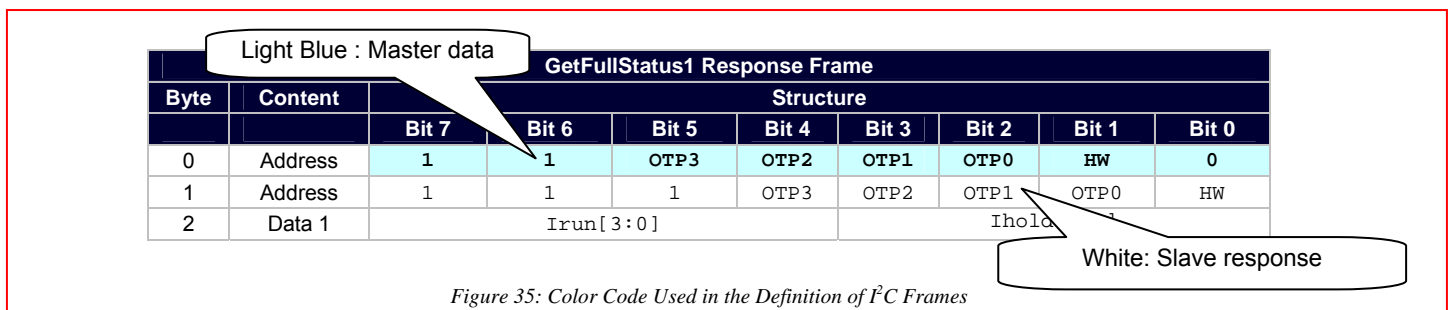 Light Blue : Master data
GetFullStatus1 Response Frame
Byte Content Structure
Bit 7 Bit 6 Bit 5 Bit 4 Bit 3 Bit 2 Bit 1 Bit 0
0 Address 1 1 OTP3 OTP2 OTP1 OTP0 HW 0
1 Address 1 1 1 OTP3 OTP2 OTP1 OTP0 HW
2 Data 1 Irun[3:0]
White: Slave response
Figure 35: Color Code Used in the Definition of I²C Frames